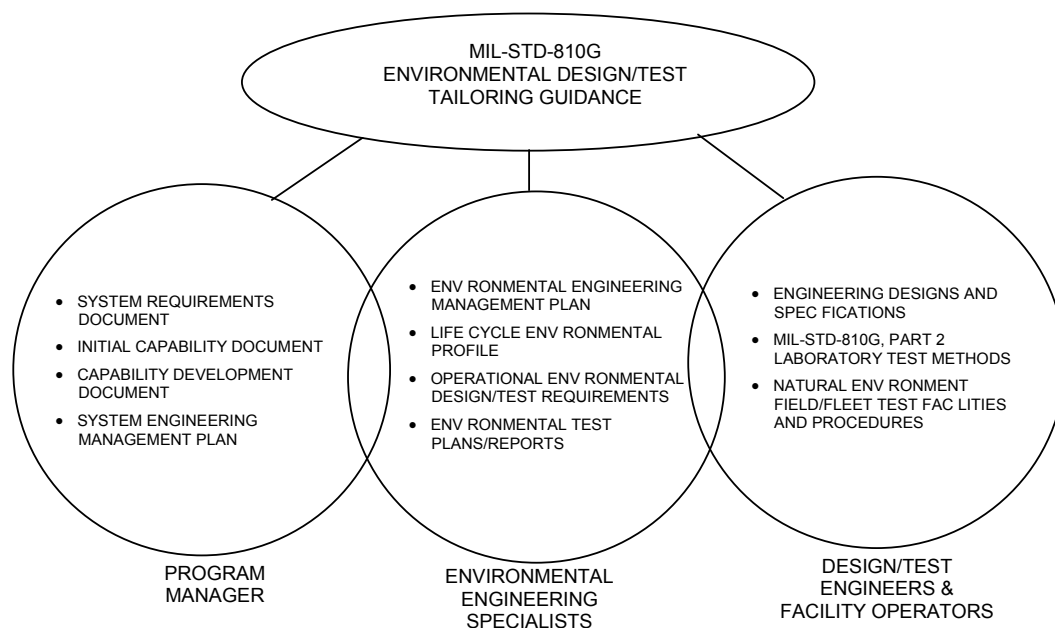 MIL-STD-810G
ENVIRONMENTAL DESIGN/TEST
TAILORING GUIDANCE
• SYSTEM REQUIREMENTS
DOCUMENT
• INITIAL CAPABILITY DOCUMENT
• CAPABILITY DEVELOPMENT
DOCUMENT
• SYSTEM ENGINEERING
MANAGEMENT PLAN
• ENV RONMENTAL ENGINEERING
MANAGEMENT PLAN
• LIFE CYCLE ENV RONMENTAL
PROFILE
• OPERATIONAL ENV RONMENTAL
DESIGN/TEST REQUIREMENTS
• ENV RONMENTAL TEST
PLANS/REPORTS
• ENGINEERING DESIGNS AND
SPEC FICATIONS
• MIL-STD-810G, PART 2
LABORATORY TEST METHODS
• NATURAL ENV RONMENT
FIELD/FLEET TEST FAC LITIES
AND PROCEDURES
PROGRAM
MANAGER
ENVIRONMENTAL
ENGINEERING
SPECIALISTS
DESIGN/TEST
ENGINEERS &
FACILITY OPERATORS